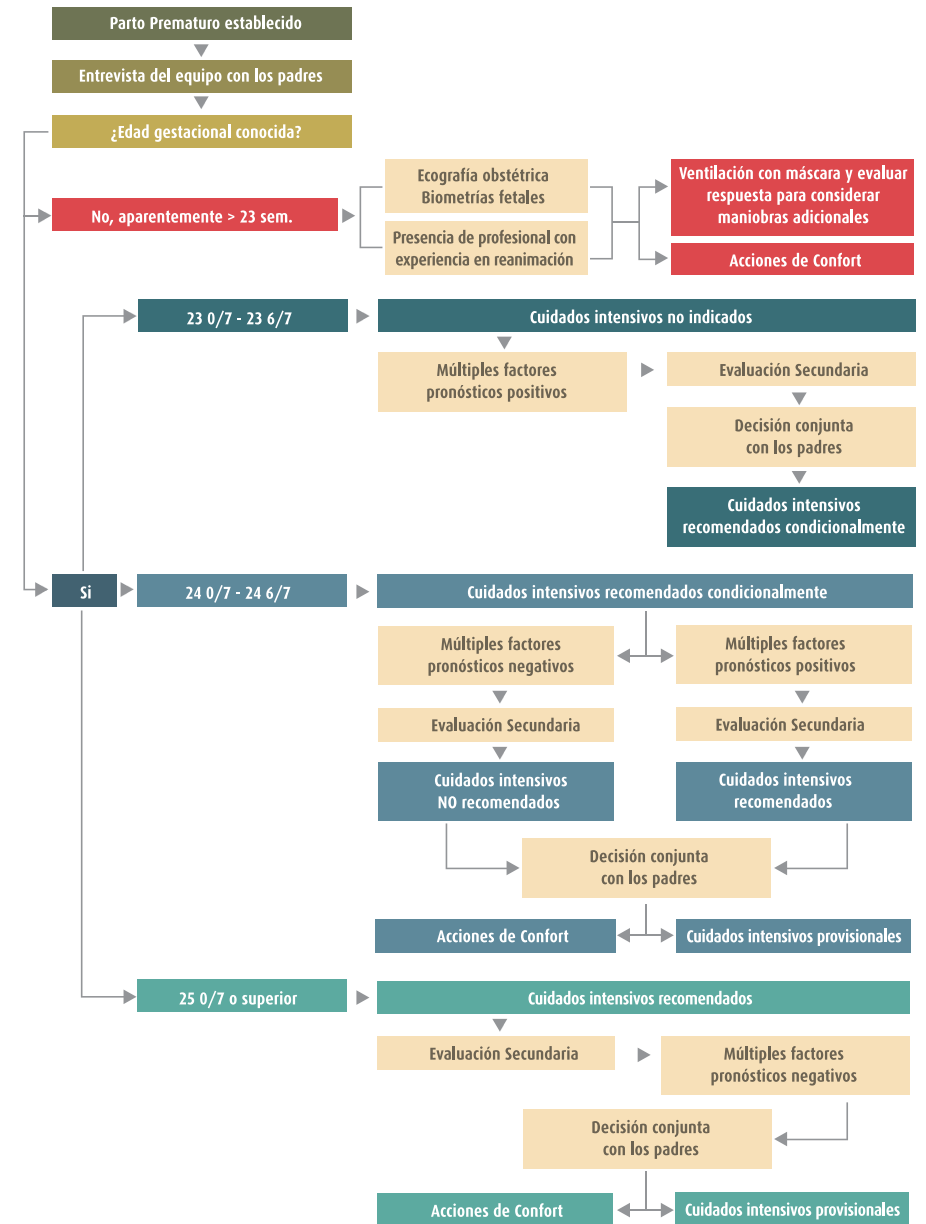 Parto Prematuro establecido
Entrevista del equipo con los padres
¿Edad gestacional conocida?
No, aparentemente > 23 sem.
Ecografía obstétrica
Biometrías fetales
Presencia de profesional con
experiencia en reanimación
Ventilación con máscara y evaluar
respuesta para considerar
maniobras adicionales
Acciones de Confort
23 0/7 - 23 6/7
Cuidados intensivos no indicados
Múltiples factores
pronósticos positivos
Evaluación Secundaria
Decisión conjunta
con los padres
Cuidados intensivos
recomendados condicionalmente
Si
24 0/7 - 24 6/7
Cuidados intensivos recomendados condicionalmente
Múltiples factores
pronósticos negativos
Evaluación Secundaria
Cuidados intensivos
NO recomendados
Múltiples factores
pronósticos positivos
Evaluación Secundaria
Cuidados intensivos
recomendados
Decisión conjunta
con los padres
Acciones de Confort
Cuidados intensivos provisionales
25 0/7 o superior
Cuidados intensivos recomendados
Evaluación Secundaria
Múltiples factores
pronósticos negativos
Decisión conjunta
con los padres
Acciones de Confort
Cuidados intensivos provisionales